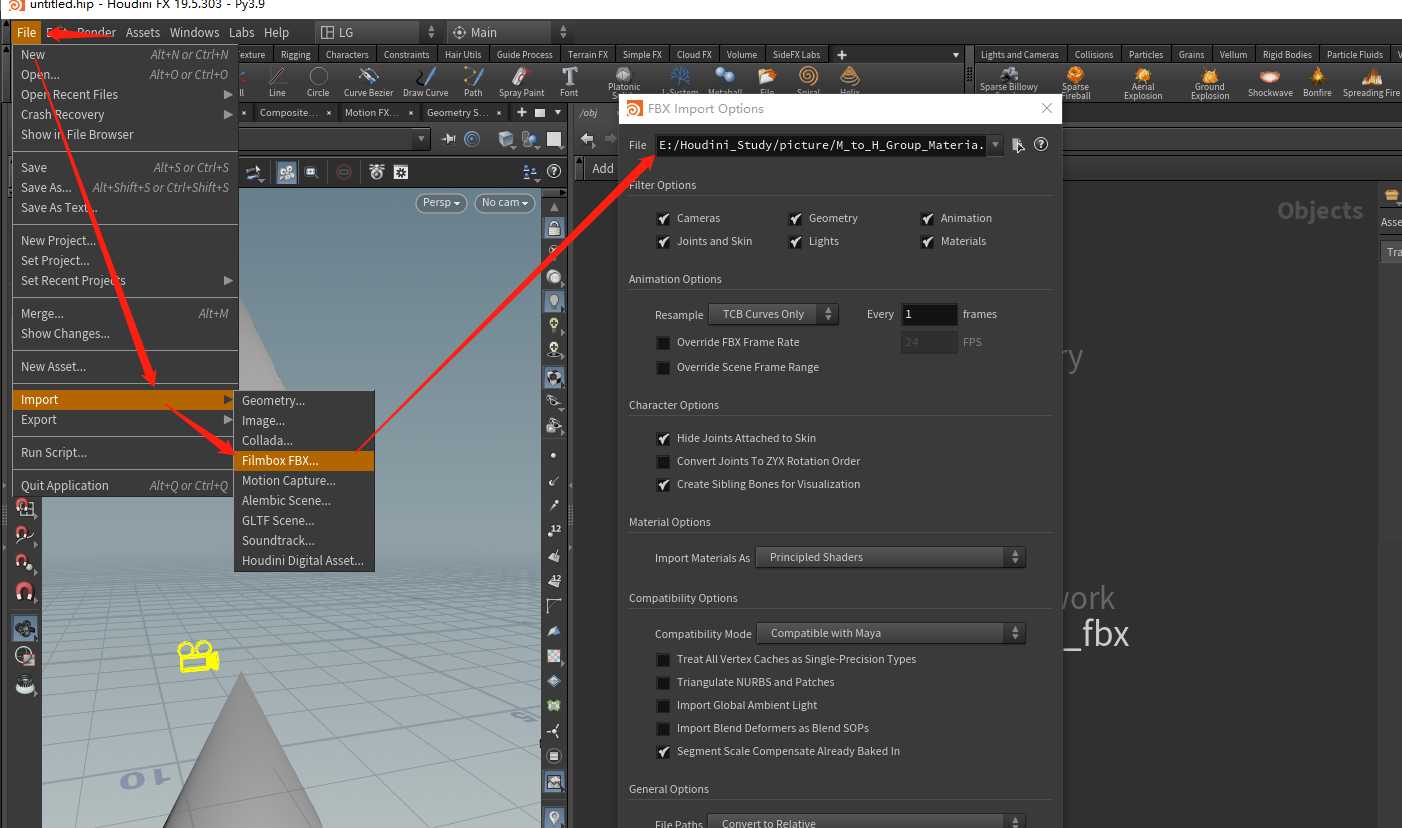 untitled.hip - Houdini FX 19.5.303 - Py3.9
File Render Assets Windows Labs Help LG Main
New Alt+N or Ctrl+N
Open... Alt+O or Ctrl+O
Open Recent Files
Crash Recovery
Show in File Browser
Save Alt+S or Ctrl+S
Save As... Alt+Shift+S or Ctrl+Shift+S
Save As Text...
New Project...
Set Project...
Set Recent Projects
Merge... Alt+M
Show Changes...
New Asset...
Import
Export
Run Script...
Quit Application Alt+Q or Ctrl+Q
Geometry...
Image...
Collada...
Filmbox FBX...
Motion Capture...
Alembic Scene...
GLTF Scene...
Soundtrack...
Houdini Digital Asset...
exture Rigging Characters Constraints Hair Utils Guide Process Terrain FX Simple FX Cloud FX Volume SideFX Labs
Line Circle Curve Bezier Draw Curve Path Spray Paint Font Platonic L-System Metaball File Spiral Helix
Lights and Cameras Collisions Particles Grains Vellum Rigid Bodies Particle Fluids
Sparse Billowy Sparse Fireball Aerial Explosion Ground Explosion Shockwave Bonfire Spreading Fire
Composite... Motion FX... Geometry S...
Persp No cam
12
12
10
5
/obj
Add
FBX Import Options
File E:/Houdini_Study/picture/M_to_H_Group_Materia.
Filter Options
Cameras Geometry Animation
Joints and Skin Lights Materials
Animation Options
Resample TCB Curves Only Every 1 frames
Override FBX Frame Rate 24 FPS
Override Scene Frame Range
Character Options
Hide Joints Attached to Skin
Convert Joints To ZYX Rotation Order
Create Sibling Bones for Visualization
Material Options
Import Materials As Principled Shaders
Compatibility Options
Compatibility Mode Compatible with Maya
Treat All Vertex Caches as Single-Precision Types
Triangulate NURBS and Patches
Import Global Ambient Light
Import Blend Deformers as Blend SOPs
Segment Scale Compensate Already Baked In
General Options
File Paths Convert to Relative
Objects
Asse
Tra
ry
work
_fbx